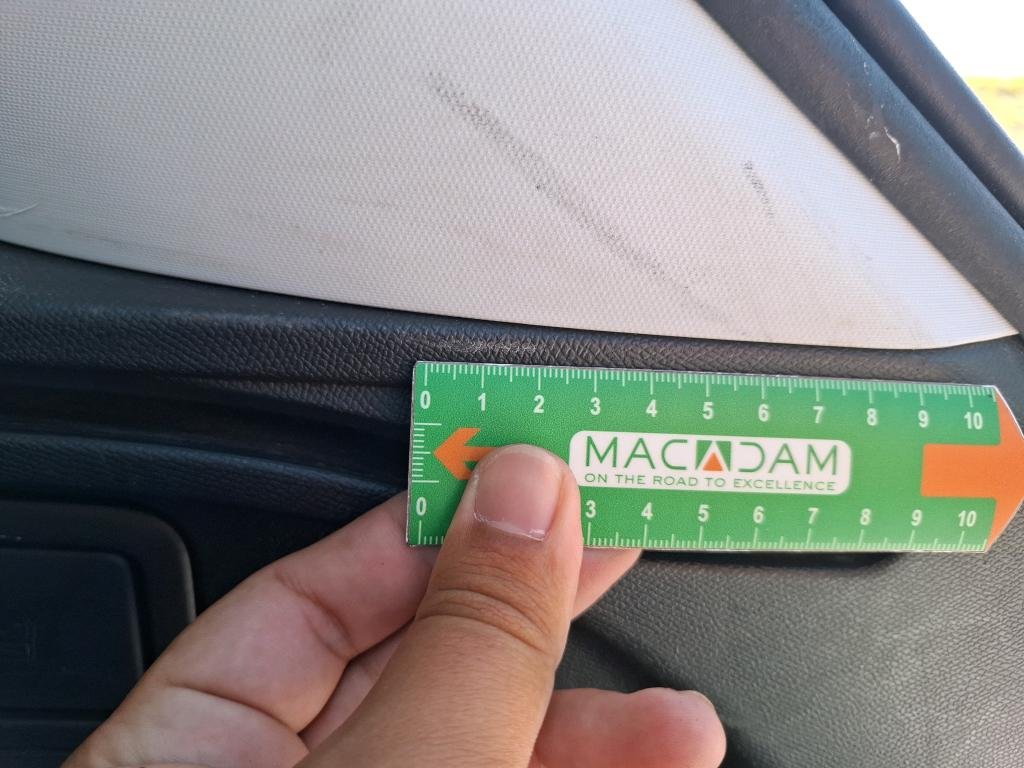 0 1 2 3 4 5 6 7 8 9 10
MACADAM
ON THE ROAD TO EXCELLENCE
0 3 4 5 6 7 8 9 10